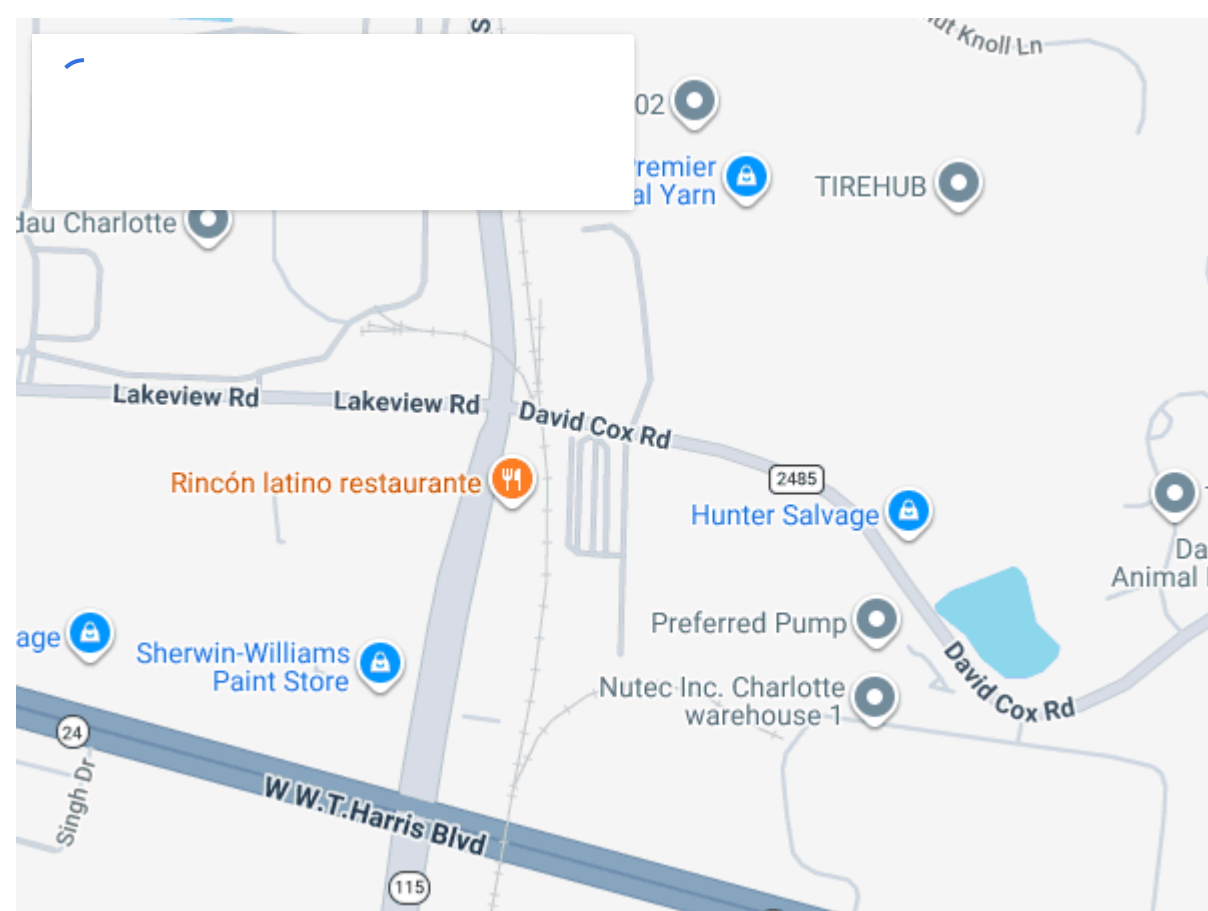 Knoll Ln
02
TIREHUB
al Yarn
Charlotte
Lakeview Rd
Lakeview Rd
David Cox Rd
2485
Rincón latino restaurante
Hunter Salvage
Da
Animal
Preferred Pump
age
Sherwin-Williams
Paint Store
David Cox Rd
Nutec Inc. Charlotte
warehouse 1
24
Singh Dr
W W.T.Harris Blvd
115